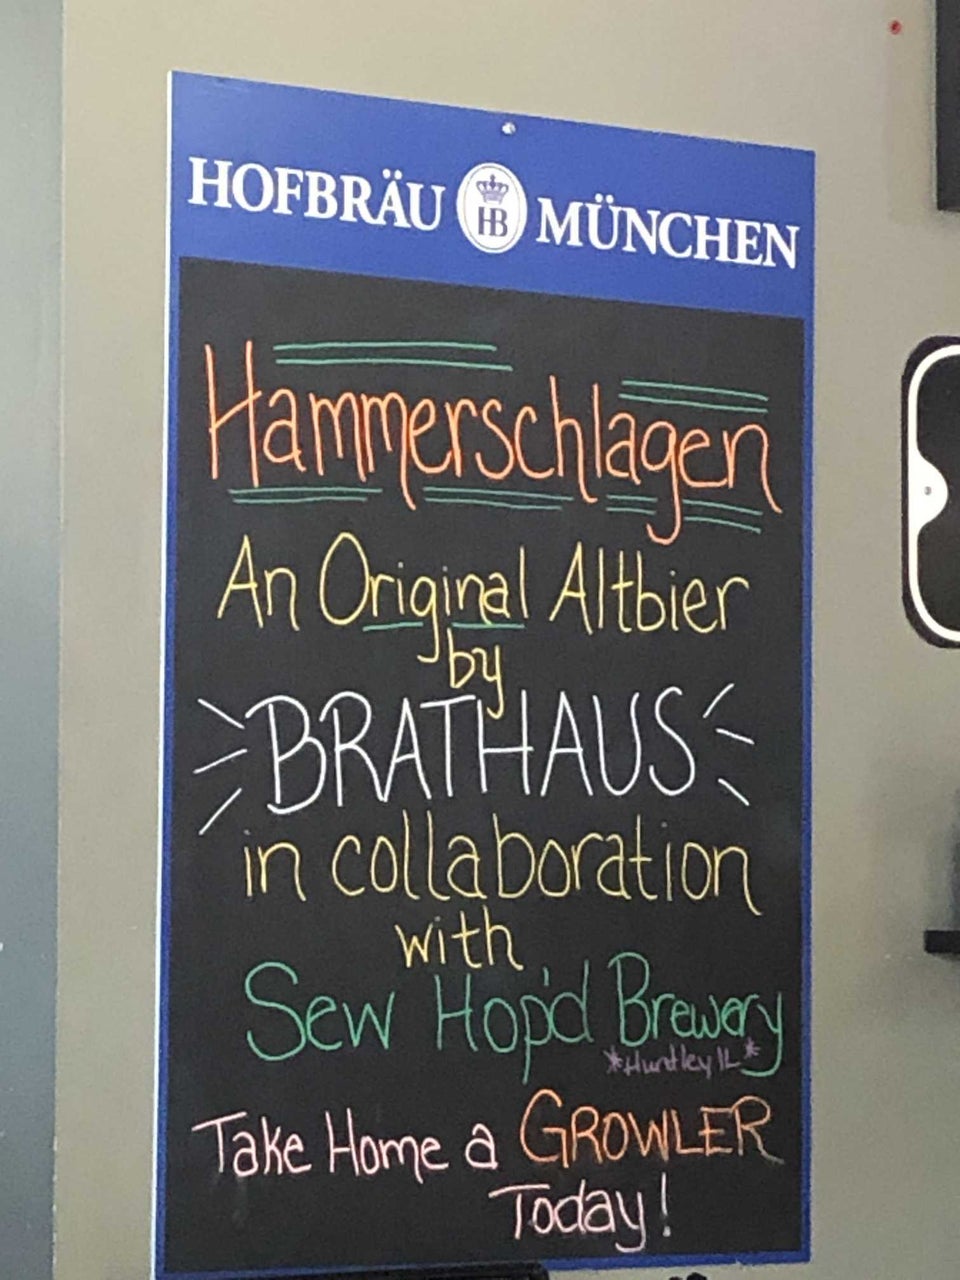 HOFBRÄU HB MÜNCHEN
Hammerschlagen
An Original Altbier
by
BRATHAUS
in collaboration
with
Sew Hop'd Brewery
*Huntley IL*
Take Home a GROWLER
Today!